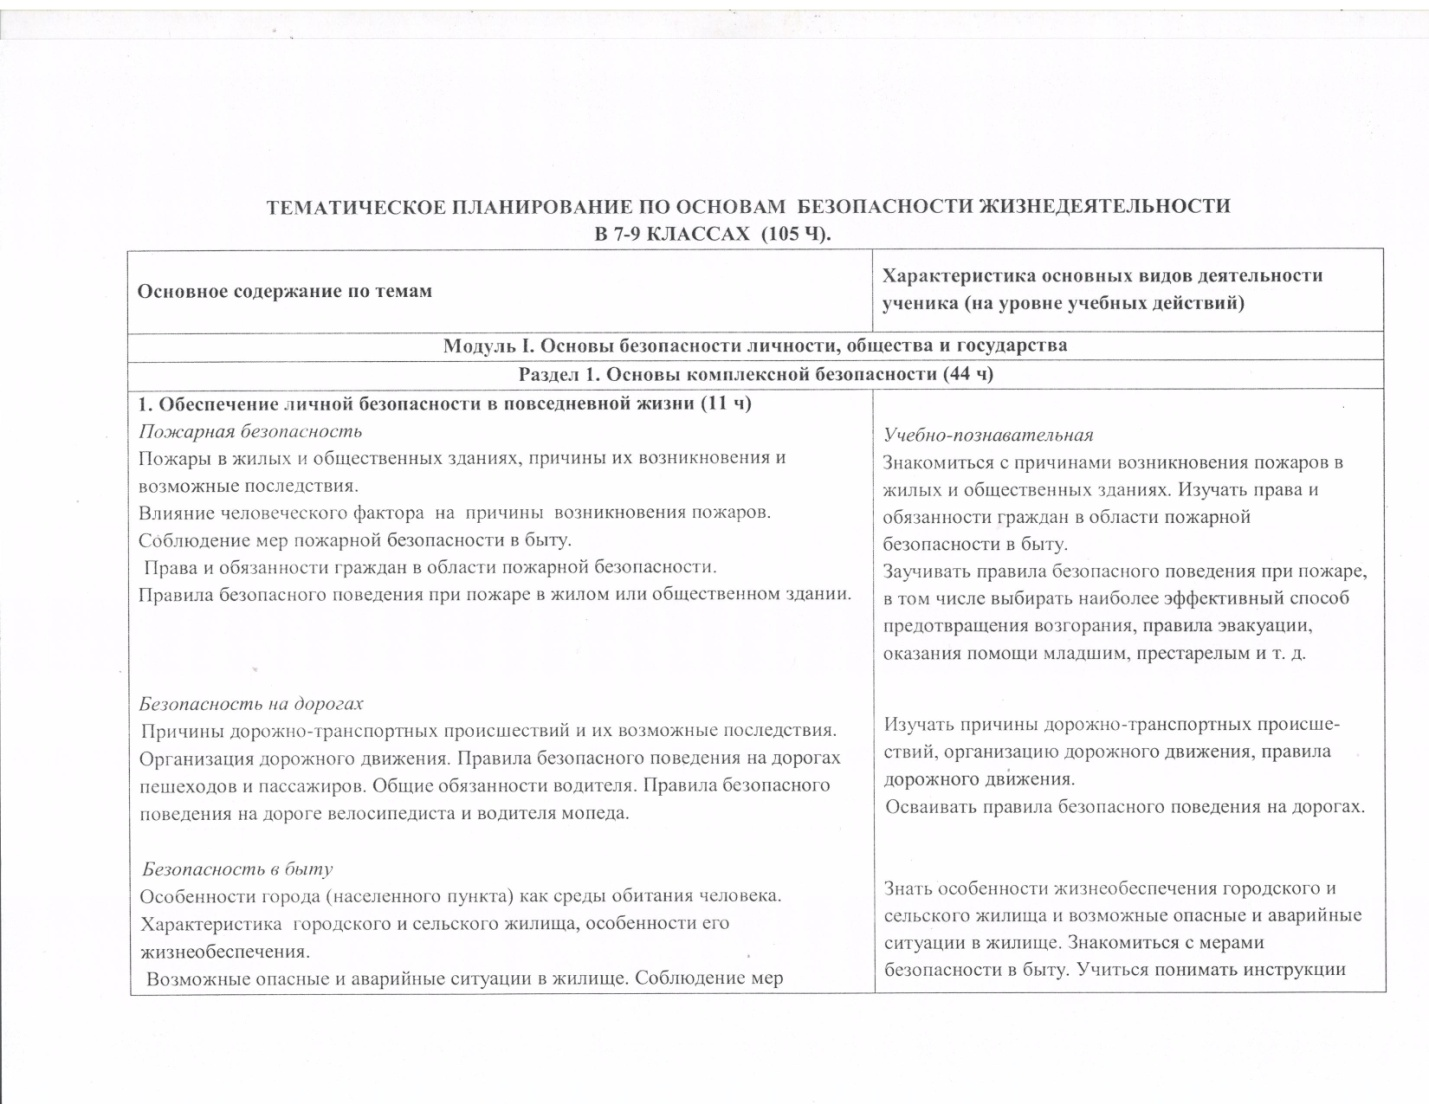 ТЕМАТИЧЕСКОЕ ПЛАНИРОВАНИЕ ПО ОСНОВАМ БЕЗОПАСНОСТИ ЖИЗНЕДЕЯТЕЛЬНОСТИ
В 7-9 КЛАССАХ (105 Ч).
Основное содержание по темам
Характеристика основных видов деятельности
ученика (на уровне учебных действий)
Модуль I. Основы безопасности личности, общества и государства
Раздел 1. Основы комплексной безопасности (44 ч)
1. Обеспечение личной безопасности в повседневной жизни (11 ч)
Пожарная безопасность
Пожары в жилых и общественных зданиях, причины их возникновения и
возможные последствия.
Влияние человеческого фактора на причины возникновения пожаров.
Соблюдение мер пожарной безопасности в быту.
Права и обязанности граждан в области пожарной безопасности.
Правила безопасного поведения при пожаре в жилом или общественном здании.
Безопасность на дорогах
Причины дорожно-транспортных происшествий и их возможные последствия.
Организация дорожного движения. Правила безопасного поведения на дорогах
пешеходов и пассажиров. Общие обязанности водителя. Правила безопасного
поведения на дороге велосипедиста и водителя мопеда.
Безопасность в быту
Особенности города (населенного пункта) как среды обитания человека.
Характеристика городского и сельского жилища, особенности его
жизнеобеспечения.
Возможные опасные и аварийные ситуации в жилище. Соблюдение мер
Учебно-познавательная
Знакомиться с причинами возникновения пожаров в
жилых и общественных зданиях. Изучать права и
обязанности граждан в области пожарной
безопасности в быту.
Заучивать правила безопасного поведения при пожаре,
в том числе выбирать наиболее эффективный способ
предотвращения возгорания, правила эвакуации,
оказания помощи младшим, престарелым и т. д.
Изучать причины дорожно-транспортных происше-
ствий, организацию дорожного движения, правила
дорожного движения.
Осваивать правила безопасного поведения на дорогах.
Знать особенности жизнеобеспечения городского и
сельского жилища и возможные опасные и аварийные
ситуации в жилище. Знакомиться с мерами
безопасности в быту. Учиться понимать инструкции